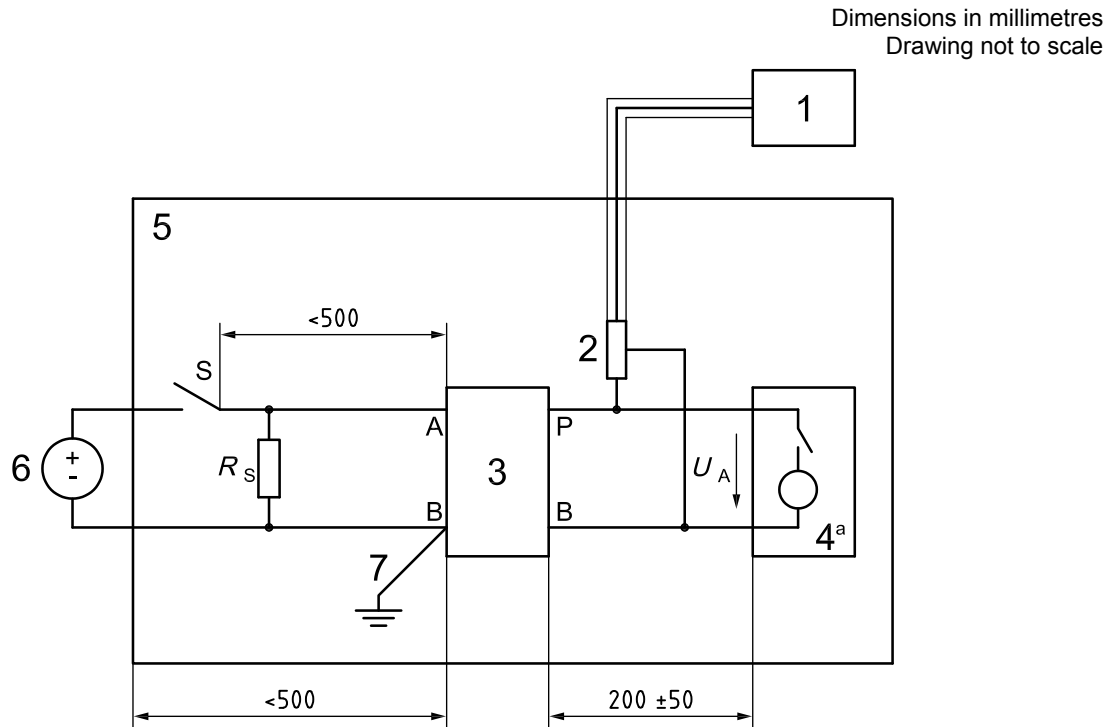 Dimensions in millimetres
Drawing not to scale
1
5
<500
2
S
A
P
6
+
-
R S
3
U A
B
B
4a
7
<500
200 ±50